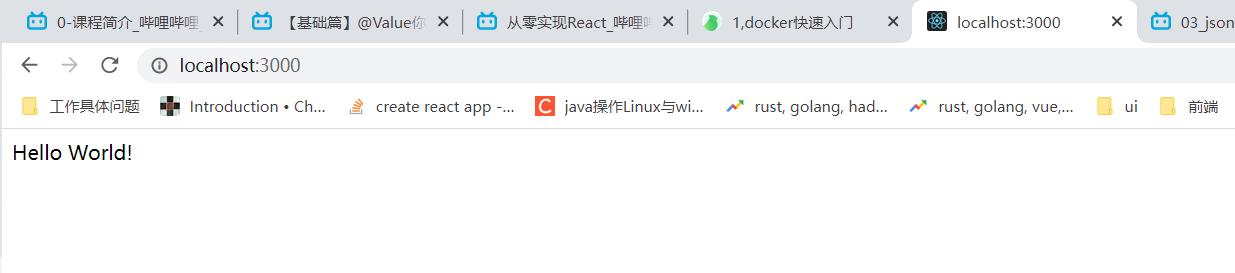 0-课程简介_哔哩哔哩_ 【基础篇】@Value你 从零实现React_哔哩哔 1,docker快速入门 localhost:3000 03_json
localhost:3000
工作具体问题 Introduction • Ch... create react app -... java操作Linux与wi... rust, golang, had... rust, golang, vue,... ui 前端
Hello World!